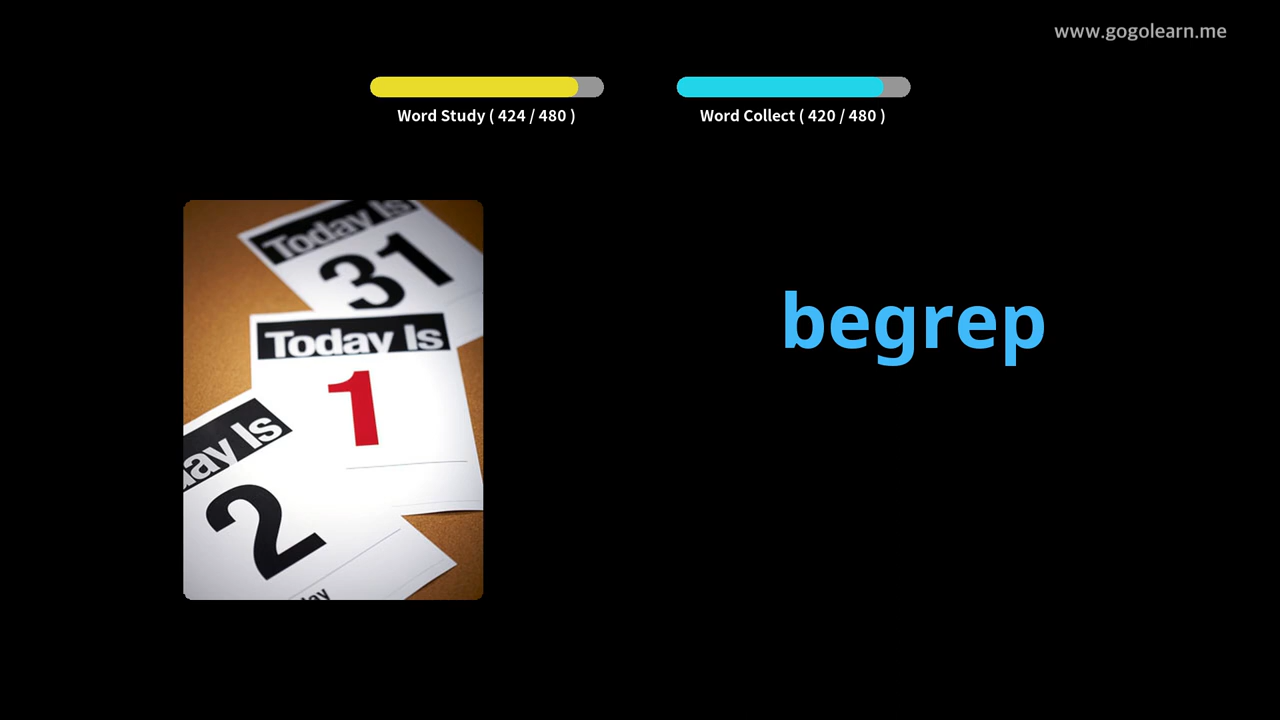 www.gogolearn.me
Word Study ( 424 / 480 )
Word Collect ( 420 / 480 )
Today Is
31
Today Is
1
day Is
2
begrep